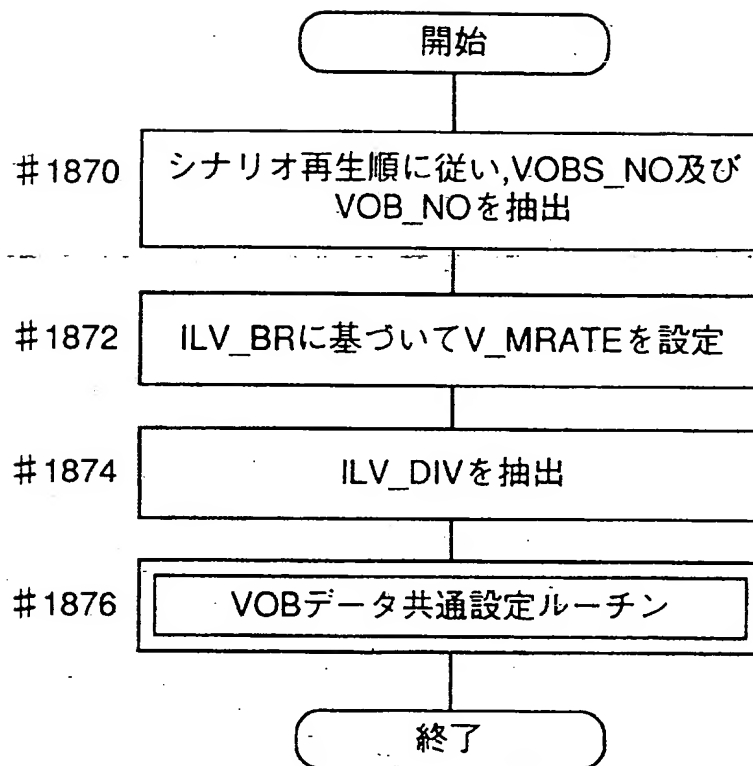 開始
#1870
シナリオ再生順に従い,VOBS_NO及び
VOB_NOを抽出
#1872
ILV_BRに基づいてV_MRATEを設定
#1874
ILV_DIVを抽出
#1876
VOBデータ共通設定ルーチン
終了